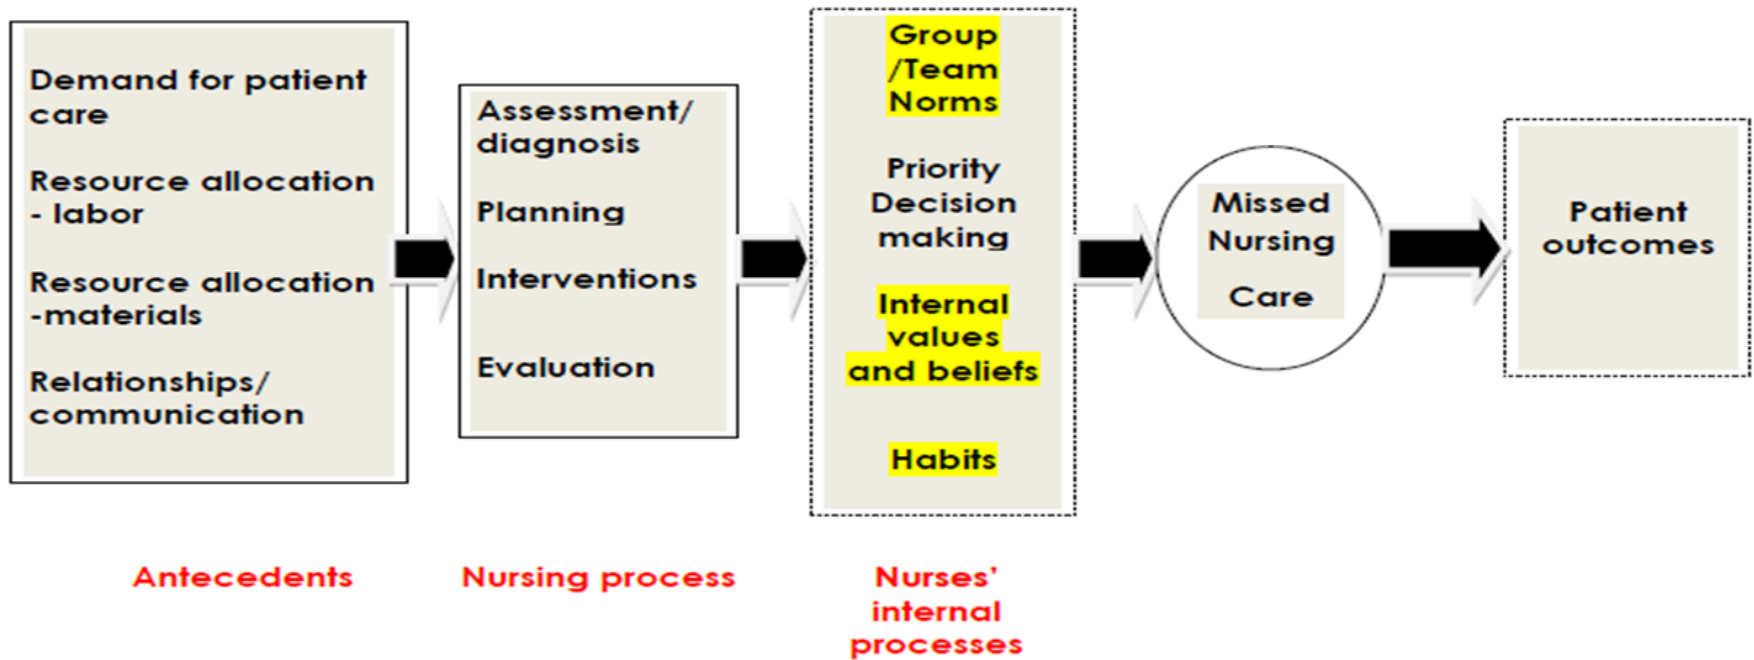 Demand for patient
care
Resource allocation
- labor
Resource allocation
-materials
Relationships/
communication
Assessment/
diagnosis
Planning
Interventions
Evaluation
Group
/Team
Norms
Priority
Decision
making
Internal
values
and beliefs
Habits
Missed
Nursing
Care
Patient
outcomes
Antecedents
Nursing process
Nurses’
internal
processes